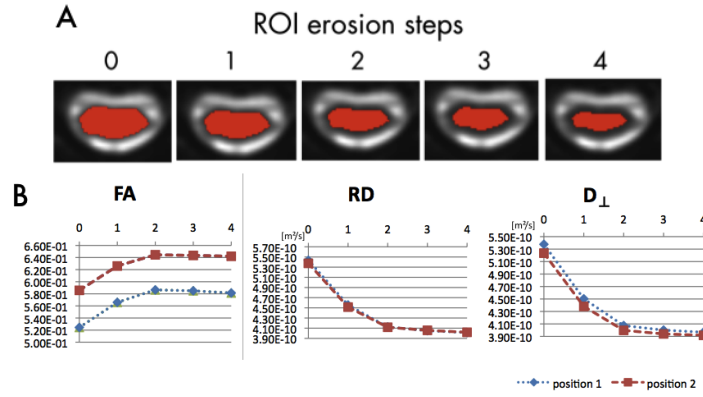 A
ROI erosion steps
0 1 2 3 4
B
FA
0 1 2 3 4
6.60E-01
6.40E-01
6.20E-01
6.00E-01
5.80E-01
5.60E-01
5.40E-01
5.20E-01
5.00E-01
RD
[m²/s]
0 1 2 3 4
5.70E-10
5.50E-10
5.30E-10
5.10E-10
4.90E-10
4.70E-10
4.50E-10
4.30E-10
4.10E-10
3.90E-10
D⊥
[m²/s]
0 1 2 3 4
5.50E-10
5.30E-10
5.10E-10
4.90E-10
4.70E-10
4.50E-10
4.30E-10
4.10E-10
3.90E-10
position 1 position 2